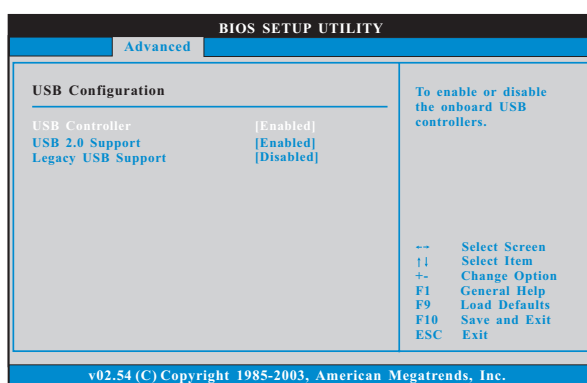 BIOS SETUP UTILITY
Advanced
USB Configuration
USB Controller [Enabled]
USB 2.0 Support [Enabled]
Legacy USB Support [Disabled]
To enable or disable
the onboard USB
controllers.
←→ Select Screen
↑↓ Select Item
+- Change Option
F1 General Help
F9 Load Defaults
F10 Save and Exit
ESC Exit
v02.54 (C) Copyright 1985-2003, American Megatrends, Inc.